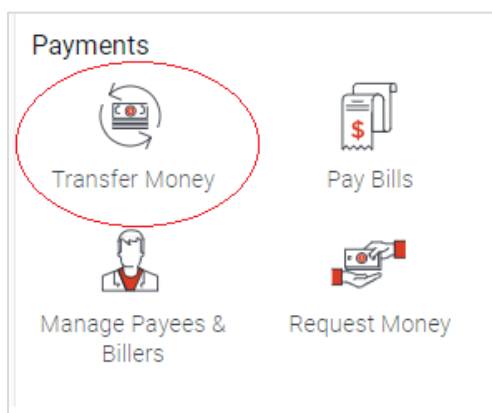 Payments
Transfer Money
Pay Bills
Manage Payees &
Billers
Request Money